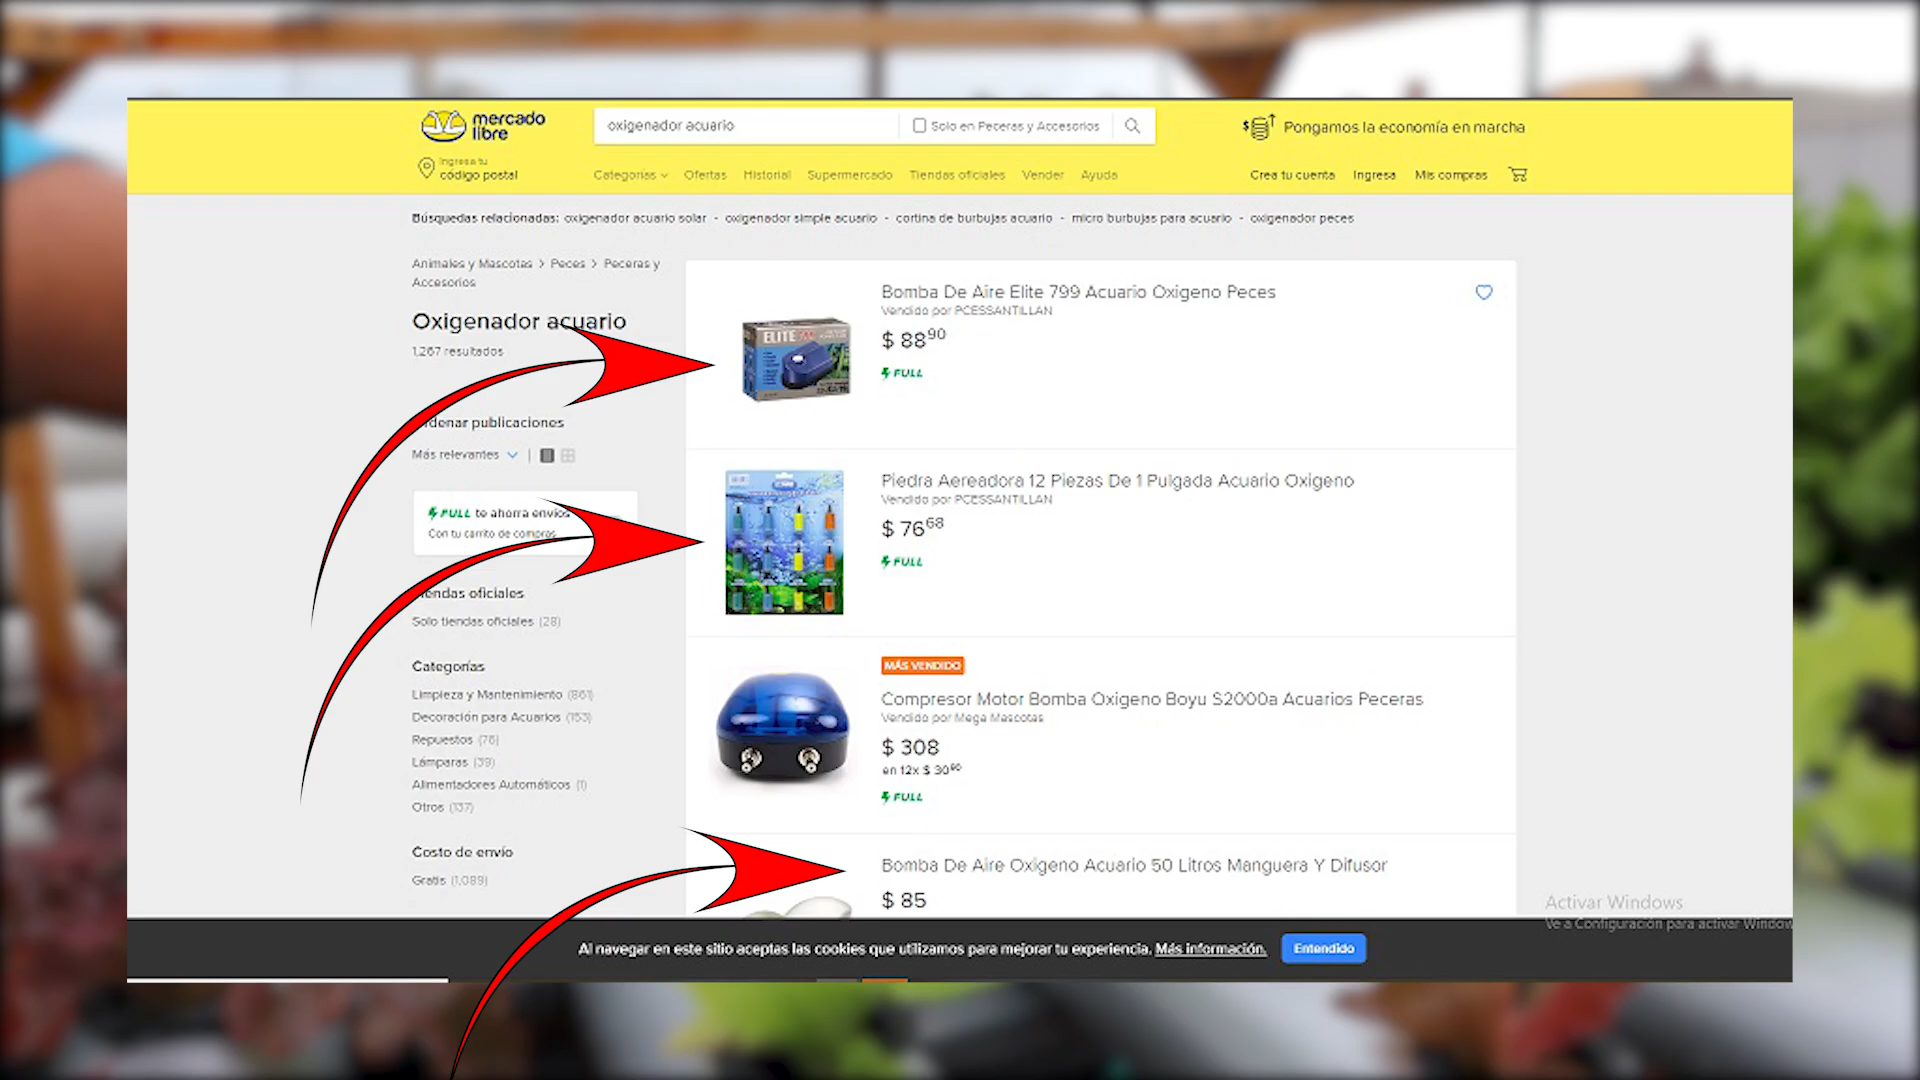 mercado
libre
oxigenador acuario
Solo en Peceras y Accesorios
$ Pongamos la economía en marcha
Ingresa tu
código postal
Categorías Ofertas Historial Supermercado Tiendas oficiales Vender Ayuda
Crea tu cuenta Ingresa Mis compras
Búsquedas relacionadas: oxigenador acuario solar - oxigenador simple acuario - cortina de burbujas acuario - micro burbujas para acuario - oxigenador peces
Animales y Mascotas > Peces > Peceras y
Accesorios
Oxigenador acuario
1,267 resultados
denar publicaciones
Más relevantes
FULL te ahorra envíos
Con tu carrito de compras
endas oficiales
Solo tiendas oficiales (28)
Categorías
Limpieza y Mantenimiento (861)
Decoración para Acuarios (153)
Repuestos (76)
Lámparas (39)
Alimentadores Automáticos (1)
Otros (137)
Costo de envío
Gratis (1,089)
ELITE
Bomba De Aire Elite 799 Acuario Oxigeno Peces
Vendido por PCESSANTILLAN
$ 88 90
FULL
Piedra Aereadora 12 Piezas De 1 Pulgada Acuario Oxigeno
Vendido por PCESSANTILLAN
$ 76 68
FULL
MÁS VENDIDO
Compresor Motor Bomba Oxigeno Boyu S2000a Acuarios Peceras
Vendido por Mega Mascotas
$ 308
en 12x $ 30
FULL
Bomba De Aire Oxigeno Acuario 50 Litros Manguera Y Difusor
$ 85
Activar Windows
Ve a Configuración para activar Window
Al navegar en este sitio aceptas las cookies que utilizamos para mejorar tu experiencia. Más información.
Entendido